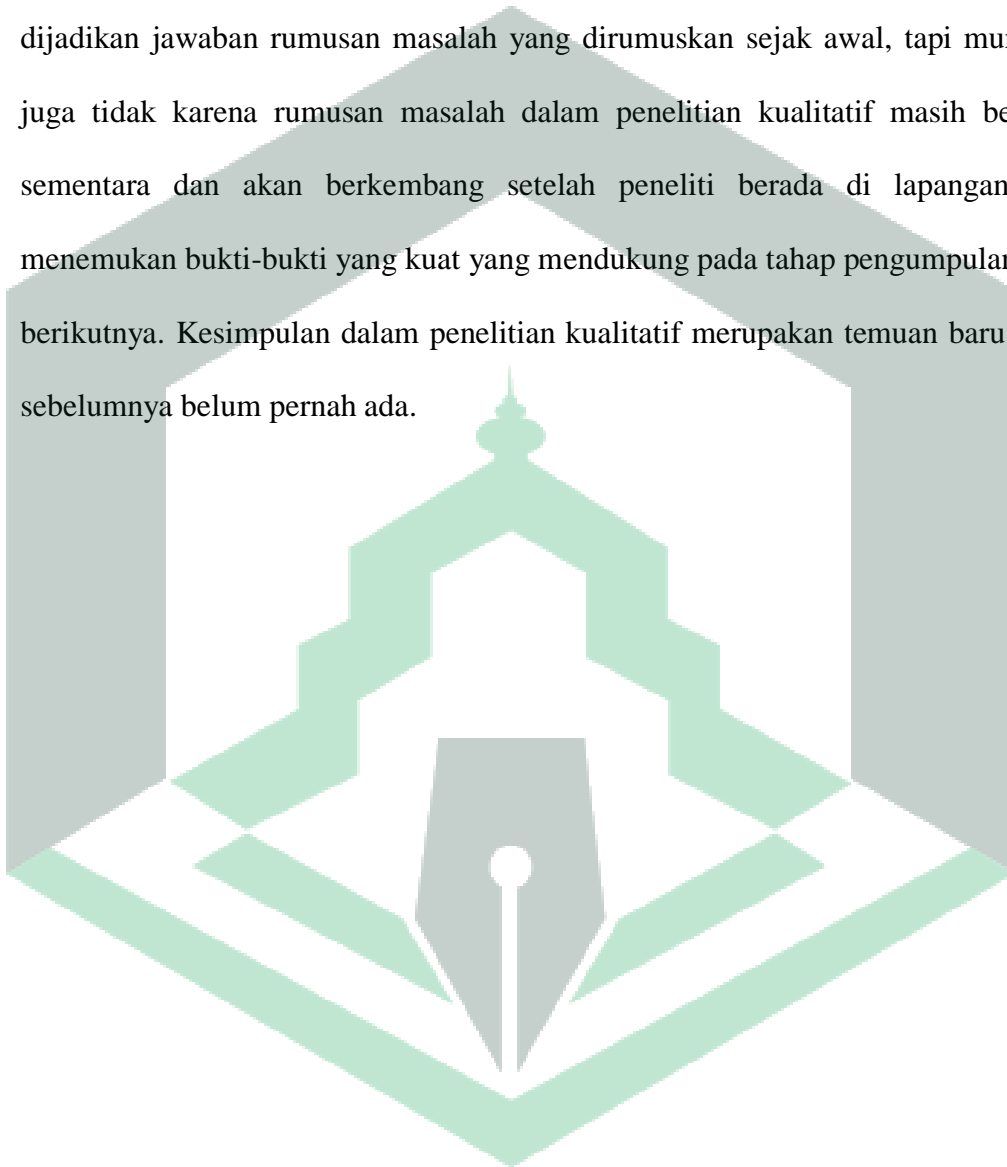 dijadikan jawaban rumusan masalah yang dirumuskan sejak awal, tapi
juga tidak karena rumusan masalah dalam penelitian kualitatif masih
sementara dan akan berkembang setelah peneliti berada di lapangan
menemukan bukti-bukti yang kuat yang mendukung pada tahap pengumpulan
berikutnya. Kesimpulan dalam penelitian kualitatif merupakan temuan baru
sebelumnya belum pernah ada.